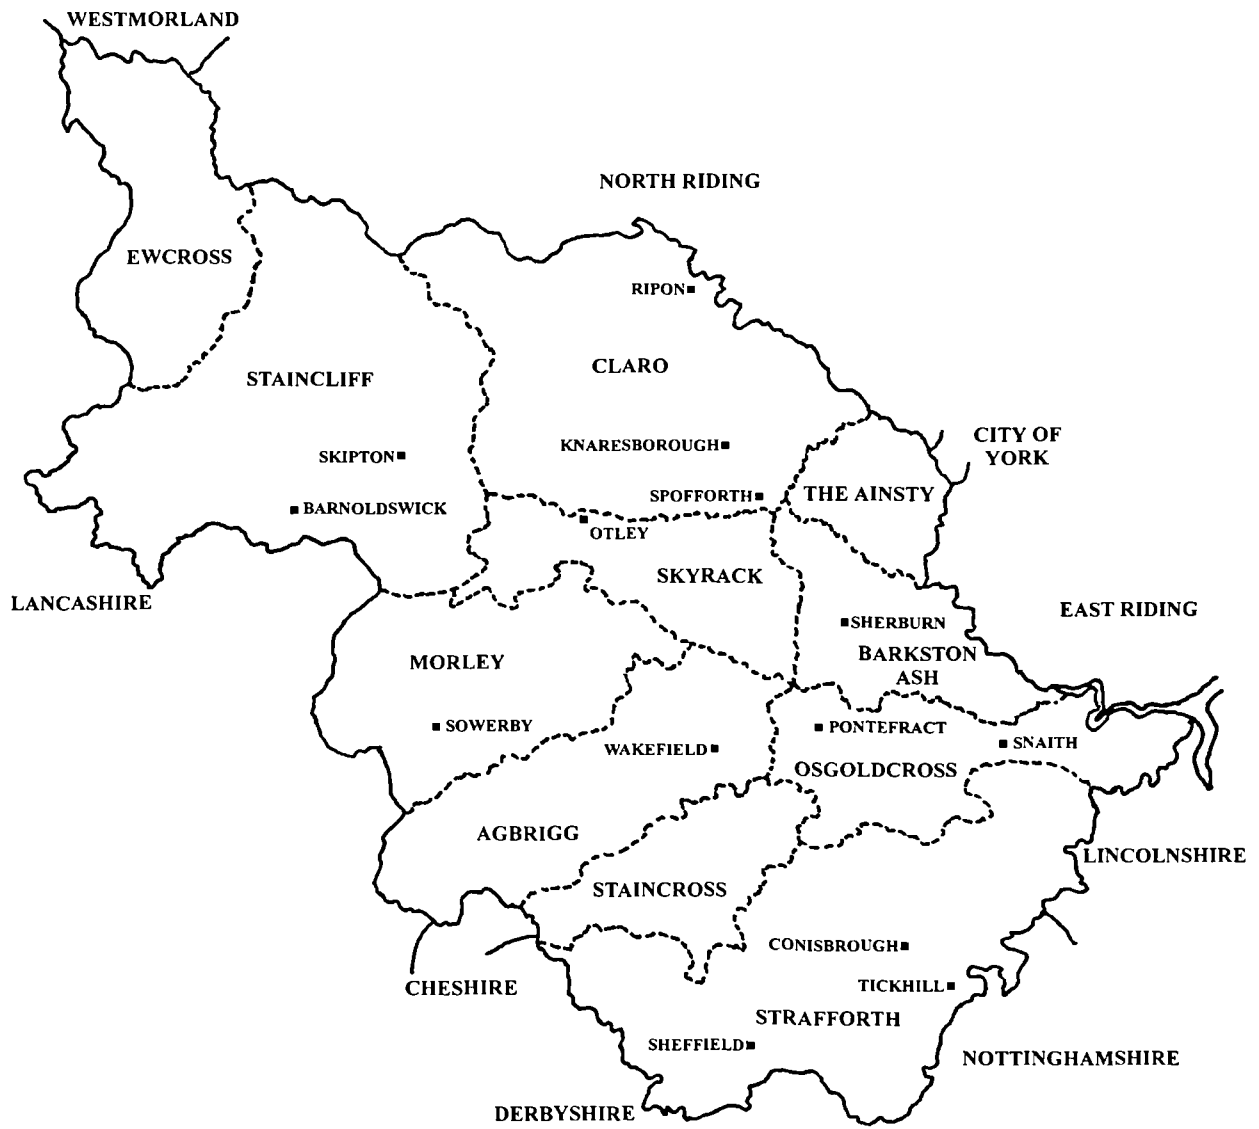 WESTMORLAND
NORTH RIDING
EWCROSS
RIPON
CLARO
STAINCLIFF
CITY OF
YORK
KNARESBOROUGH
SKIPTON
THE AINSTY
SPOFFORTH
BARNOLDSWICK
OTLEY
SKYRACK
LANCASHIRE
EAST RIDING
SHERBURN
BARKSTON
ASH
MORLEY
SOWERBY
PONTEFRACT
SNAITH
WAKEFIELD
OSGOLDCROSS
AGBRIGG
LINCOLNSHIRE
STAINCROSS
CONISBROUGH
CHESHIRE
TICKHILL
STRAFFORTH
SHEFFIELD
NOTTINGHAMSHIRE
DERBYSHIRE